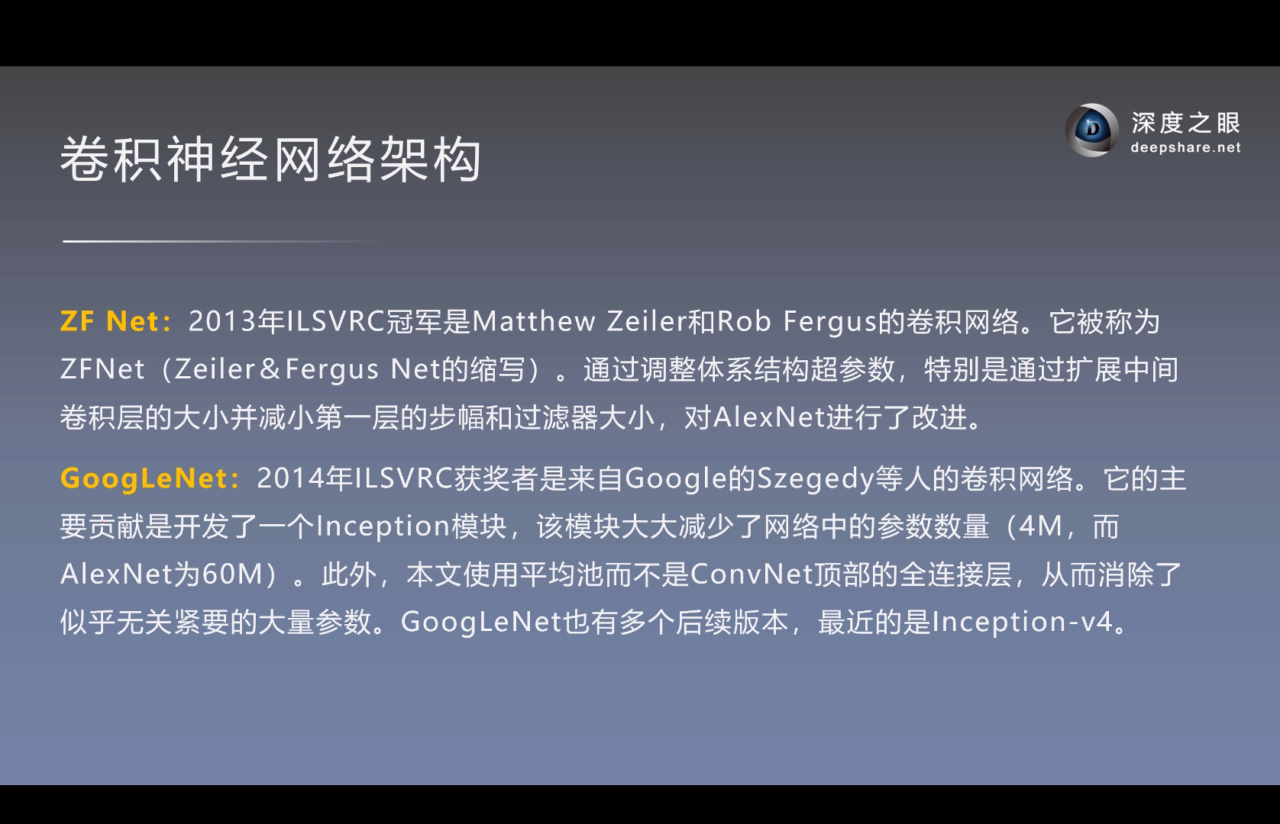 深度之眼
deepshare.net
卷积神经网络架构
ZF Net：2013年ILSVRC冠军是Matthew Zeiler和Rob Fergus的卷积网络。它被称为
ZFNet（Zeiler＆Fergus Net的缩写）。通过调整体系结构超参数，特别是通过扩展中间
卷积层的大小并减小第一层的步幅和过滤器大小，对AlexNet进行了改进。
GoogLeNet：2014年ILSVRC获奖者是来自Google的Szegedy等人的卷积网络。它的主
要贡献是开发了一个Inception模块，该模块大大减少了网络中的参数数量（4M，而
AlexNet为60M）。此外，本文使用平均池而不是ConvNet顶部的全连接层，从而消除了
似乎无关紧要的大量参数。GoogLeNet也有多个后续版本，最近的是Inception-v4。